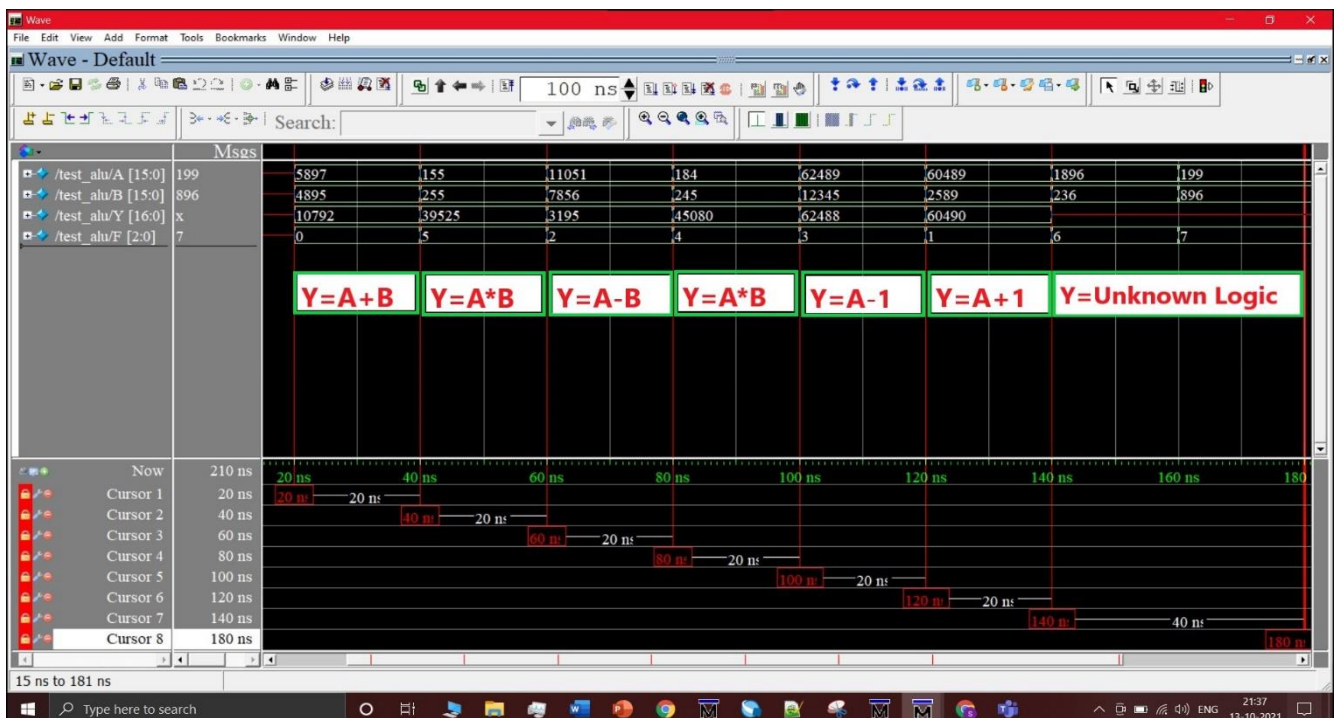 Wave
File Edit View Add Format Tools Bookmarks Window Help
Wave - Default
100 ns
Search:
Msgs
/test_alu/A [15:0] 199 5897 155 11051 184 62489 60489 1896 199
/test_alu/B [15:0] 896 4895 255 7856 245 12345 2589 236 896
/test_alu/Y [16:0] x 10792 39525 3195 45080 62488 60490
/test_alu/F [2:0] 7 0 5 2 4 3 1 6 7
Y=A+B Y=A*B Y=A-B Y=A*B Y=A-1 Y=A+1 Y=Unknown Logic
Now 210 ns 20 ns 40 ns 60 ns 80 ns 100 ns 120 ns 140 ns 160 ns 180
Cursor 1 20 ns 20 ns 20 ns
Cursor 2 40 ns 40 ns 20 ns
Cursor 3 60 ns 60 ns 20 ns
Cursor 4 80 ns 80 ns 20 ns
Cursor 5 100 ns 100 ns 20 ns
Cursor 6 120 ns 120 ns 20 ns
Cursor 7 140 ns 140 ns 40 ns
Cursor 8 180 ns 180 n
15 ns to 181 ns
Type here to search ENG 21:37
13-10-2021